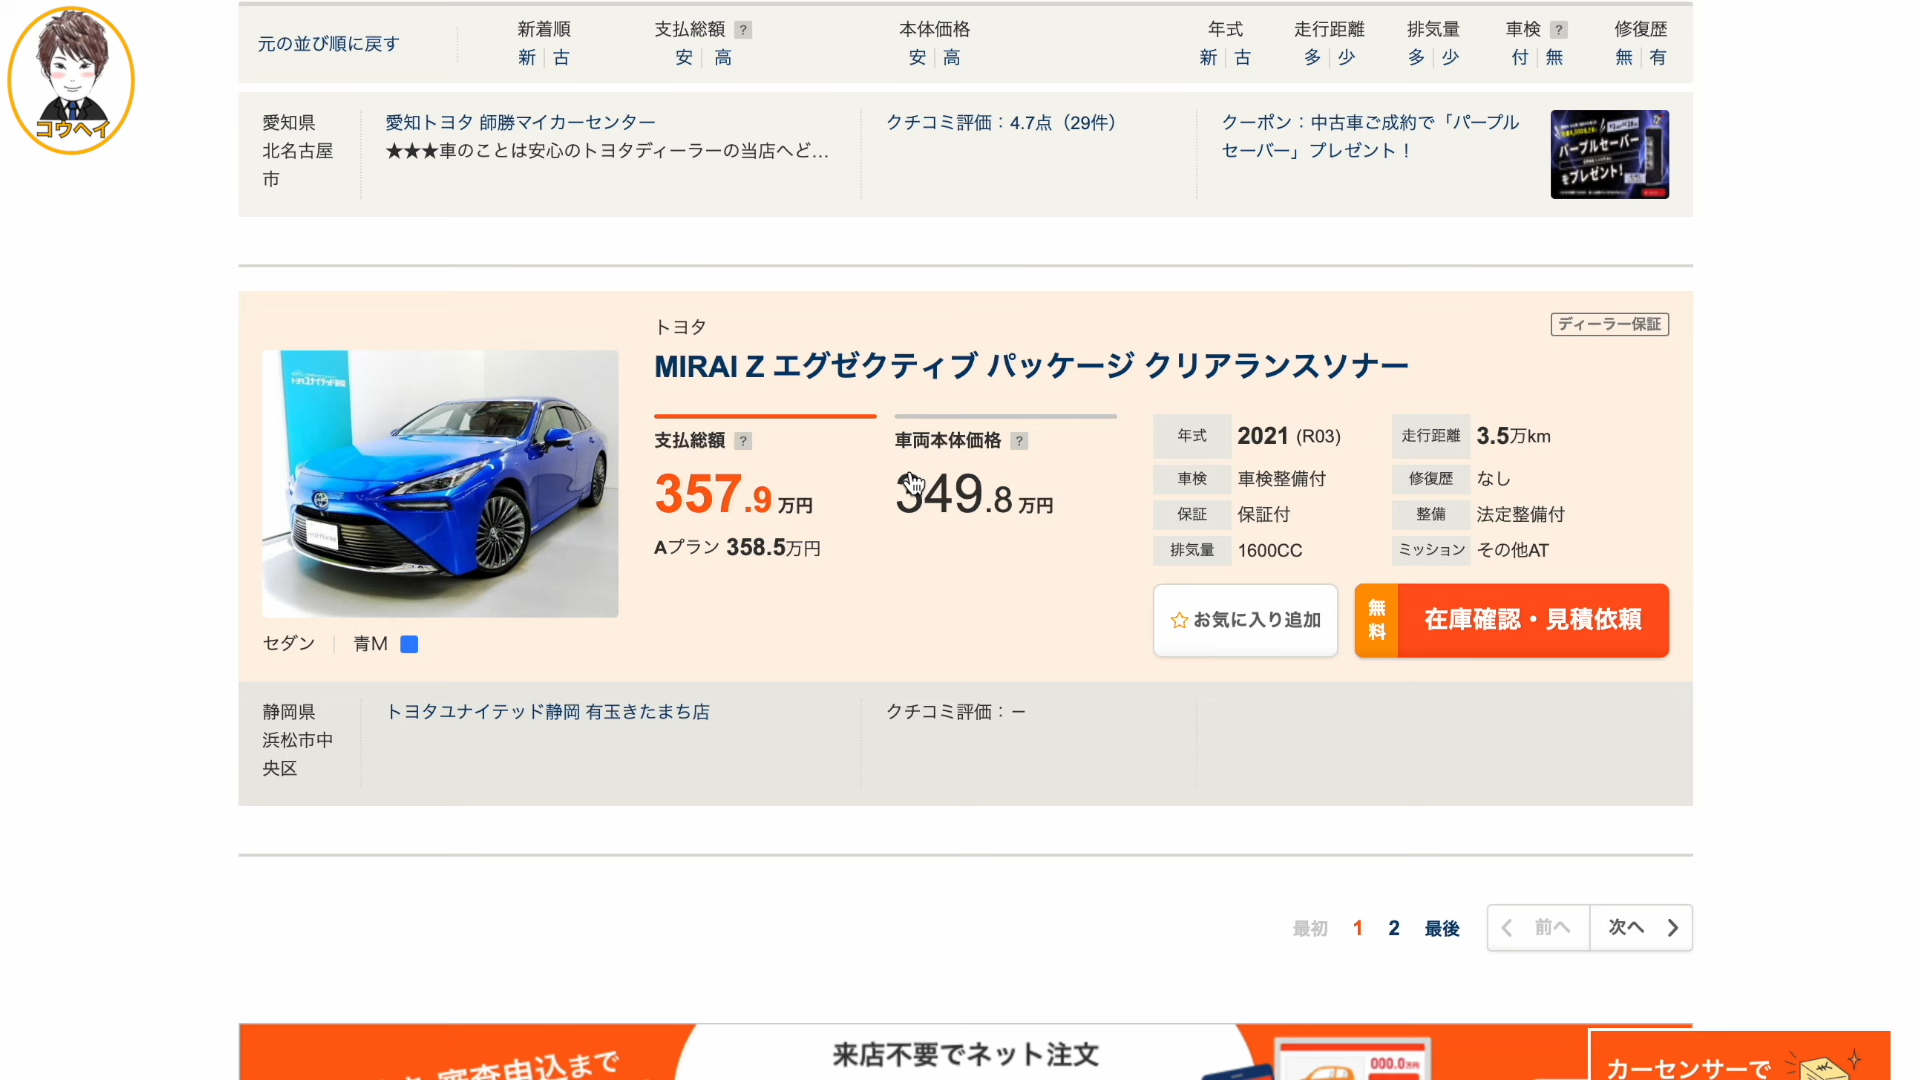 コウヘイ
元の並び順に戻す
新着順
新 古
支払総額 ?
安 高
本体価格
安 高
年式
新 古
走行距離
多 少
排気量
多 少
車検 ?
付 無
修復歴
無 有
愛知県
北名古屋
市
愛知トヨタ 師勝マイカーセンター
★★★車のことは安心のトヨタディーラーの当店へど…
クチコミ評価：4.7点（29件）
クーポン：中古車ご成約で「パープル
セーバー」プレゼント！
パープルセーバー
をプレゼント!
トヨタ
ディーラー保証
MIRAI Z エグゼクティブ パッケージ クリアランスソナー
支払総額 ?
357.9万円
Aプラン 358.5万円
車両本体価格 ?
349.8万円
年式 2021 (R03)
走行距離 3.5万km
車検 車検整備付
修復歴 なし
保証 保証付
整備 法定整備付
排気量 1600CC
ミッション その他AT
☆お気に入り追加
無料
在庫確認・見積依頼
セダン
青M
静岡県
浜松市中
央区
トヨタユナイテッド静岡 有玉きたまち店
クチコミ評価：－
最初 1 2 最後
前へ
次へ
審査申込まで
来店不要でネット注文
000.0万円
カーセンサーで